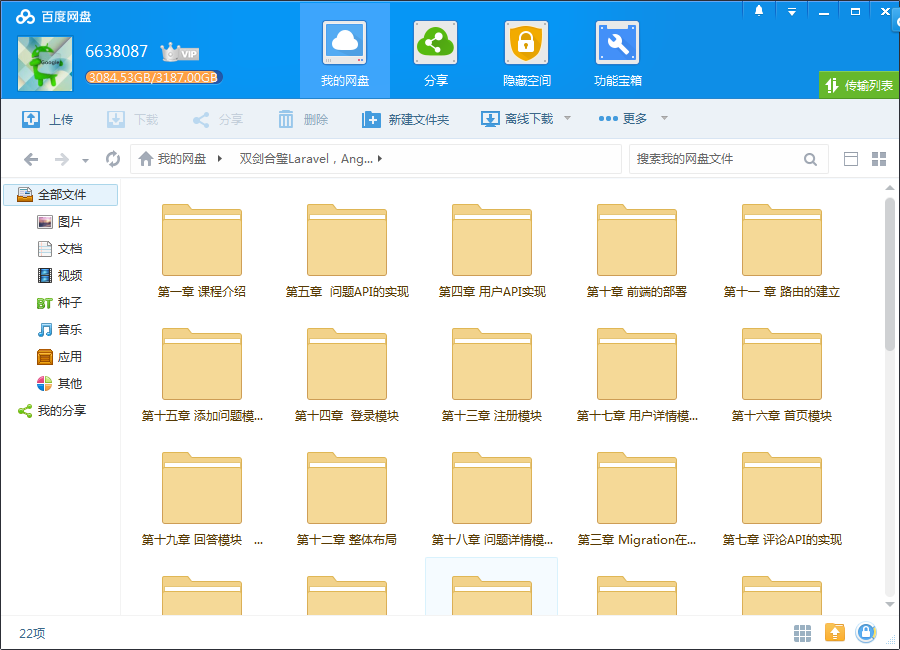 百度网盘
6638087 VIP
3084.53GB/3187.00GB
我的网盘 分享 隐藏空间 功能宝箱
传输列表
上传 下载 分享 删除 新建文件夹 离线下载 更多
我的网盘 双剑合璧Laravel，Ang... 搜索我的网盘文件
全部文件
图片
文档
视频
BT 种子
音乐
应用
其他
我的分享
第一章 课程介绍 第五章 问题API的实现 第四章 用户API实现 第十章 前端的部署 第十一 章 路由的建立
第十五章 添加问题模... 第十四章 登录模块 第十三章 注册模块 第十七章 用户详情模... 第十六章 首页模块
第十九章 回答模块 ... 第十二章 整体布局 第十八章 问题详情模... 第三章 Migration在... 第七章 评论API的实现
22项